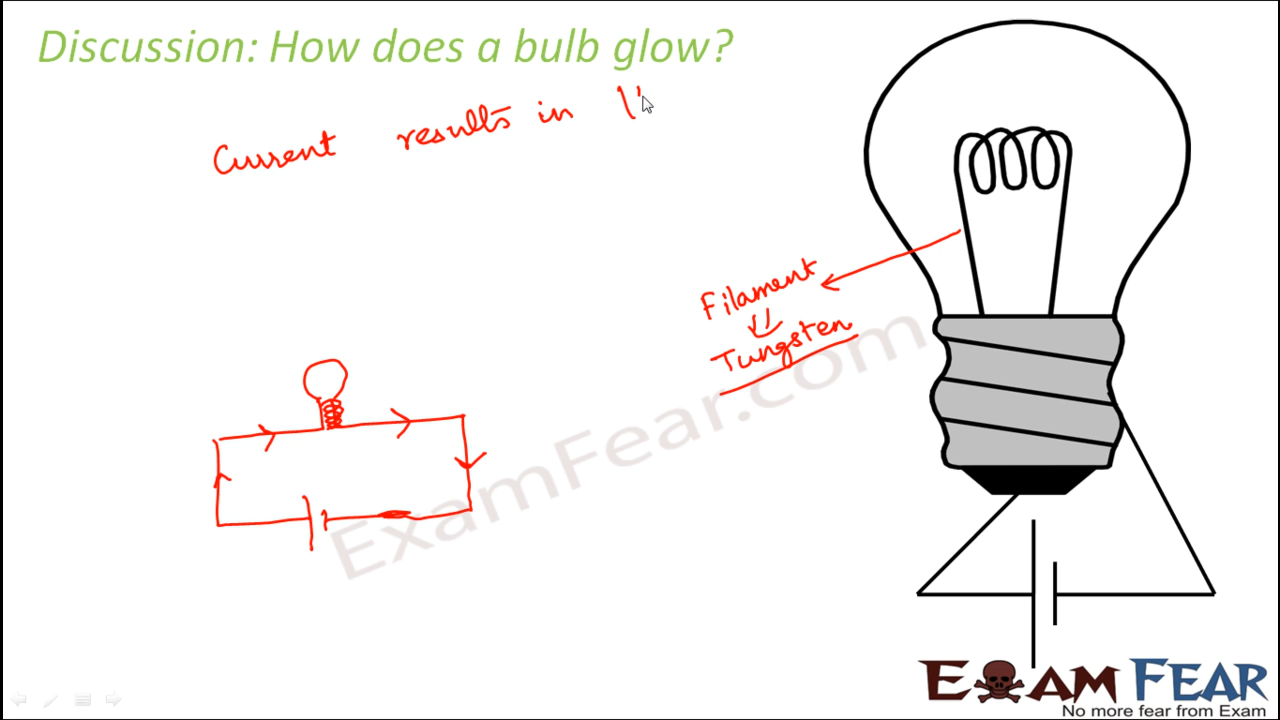 Discussion: How does a bulb glow?
Current results in
Filament
Tungsten
ExamFear.com
EXAM FEAR
No more fear from Exam